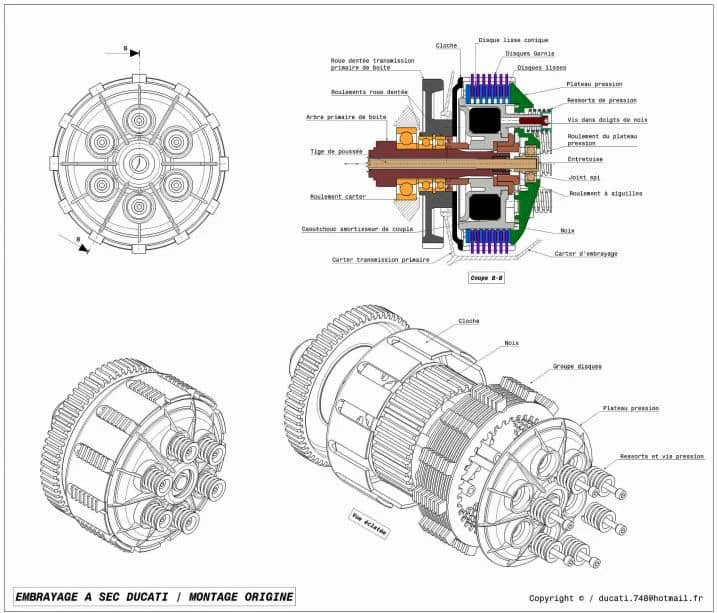 B
B
Disque lisse conique
Cloche
Disques Garnis
Disques lisses
Roue dentée transmission
primaire de boite
Plateau pression
Roulements roue dentée
Ressorts de pression
Arbre primaire de boite
Vis dans doigts de noix
Roulement du plateau
pression
Tige de poussée
Entretoise
Joint spi
Roulement carter
Roulement à aiguilles
Caoutchouc amortisseur de couple
Noix
Carter transmission primaire
Carter d'embrayage
Coupe B-B
Cloche
Noix
Groupe disques
Plateau pression
Ressorts et vis pression
Vue éclatée
EMBRAYAGE A SEC DUCATI / MONTAGE ORIGINE
Copyright © / ducati.748@hotmail.fr